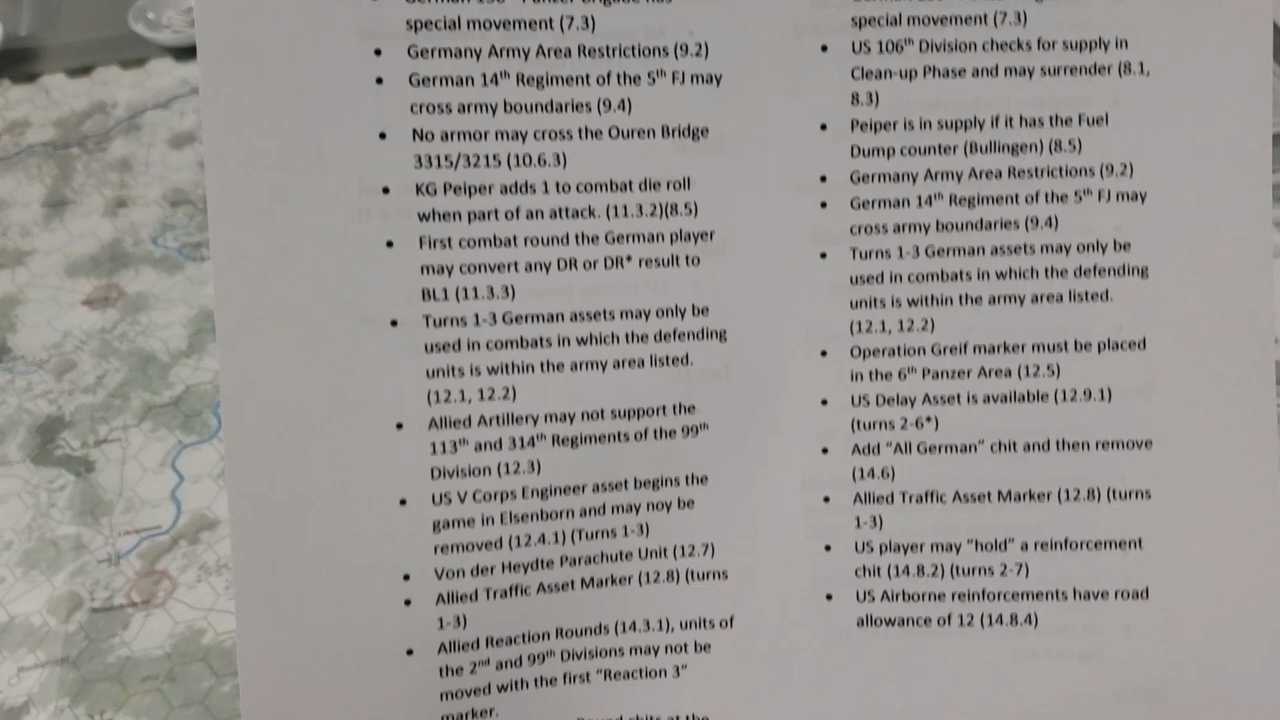 special movement (7.3)
• Germany Army Area Restrictions (9.2)
• German 14th Regiment of the 5th FJ may
cross army boundaries (9.4)
• No armor may cross the Ouren Bridge
3315/3215 (10.6.3)
• KG Peiper adds 1 to combat die roll
when part of an attack. (11.3.2)(8.5)
• First combat round the German player
may convert any DR or DR* result to
BL1 (11.3.3)
• Turns 1-3 German assets may only be
used in combats in which the defending
units is within the army area listed.
(12.1, 12.2)
• Allied Artillery may not support the
113th and 314th Regiments of the 99th
Division (12.3)
• US V Corps Engineer asset begins the
game in Elsenborn and may noy be
removed (12.4.1) (Turns 1-3)
• Von der Heydte Parachute Unit (12.7)
• Allied Traffic Asset Marker (12.8) (turns
1-3)
• Allied Reaction Rounds (14.3.1), units of
the 2nd and 99th Divisions may not be
moved with the first "Reaction 3"
marker.
special movement (7.3)
• US 106th Division checks for supply in
Clean-up Phase and may surrender (8.1,
8.3)
• Peiper is in supply if it has the Fuel
Dump counter (Bullingen) (8.5)
• Germany Army Area Restrictions (9.2)
• German 14th Regiment of the 5th FJ may
cross army boundaries (9.4)
• Turns 1-3 German assets may only be
used in combats in which the defending
units is within the army area listed.
(12.1, 12.2)
• Operation Greif marker must be placed
in the 6th Panzer Area (12.5)
• US Delay Asset is available (12.9.1)
(turns 2-6*)
• Add "All German" chit and then remove
(14.6)
• Allied Traffic Asset Marker (12.8) (turns
1-3)
• US player may "hold" a reinforcement
chit (14.8.2) (turns 2-7)
• US Airborne reinforcements have road
allowance of 12 (14.8.4)